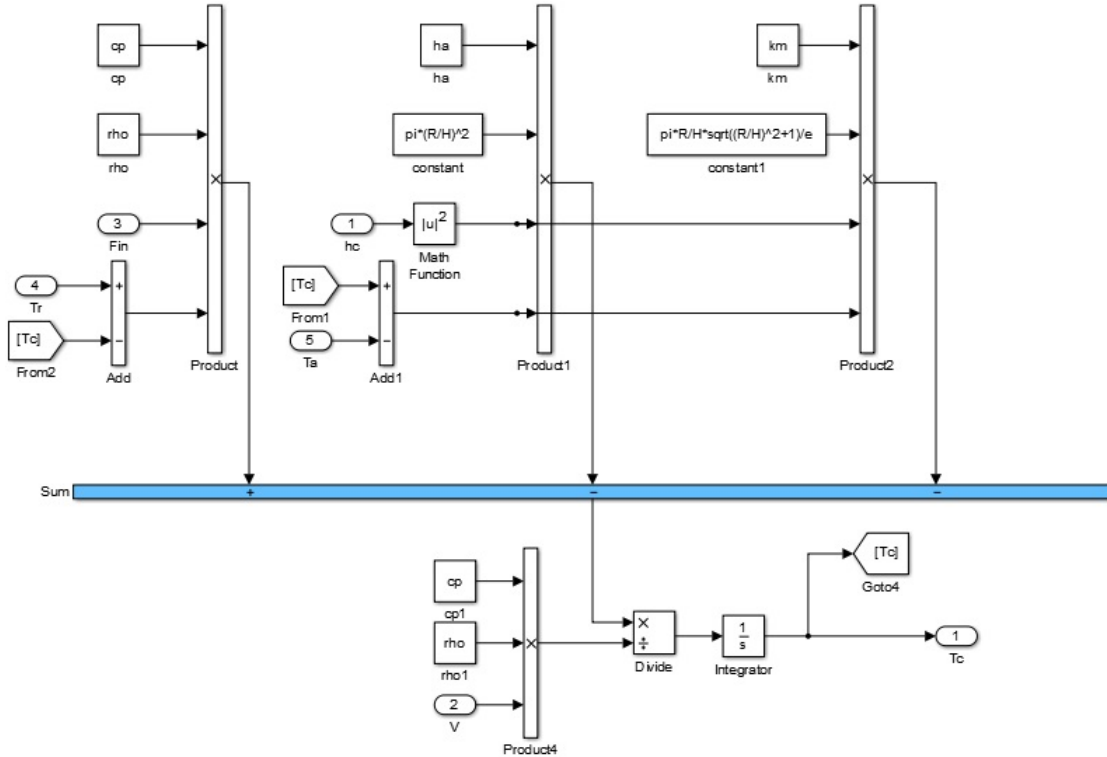 cp
cp
rho
rho
3
Fin
4
Tr
[Tc]
From2
+
−
Add
×
Product
ha
ha
pi*(R/H)^2
constant
1
hc
|u|2
Math
Function
[Tc]
From1
5
Ta
+
−
Add1
×
Product1
km
km
pi*R/H*sqrt((R/H)^2+1)/e
constant1
×
Product2
Sum
+
−
−
cp
cp1
rho
rho1
2
V
×
Product4
×
÷
Divide
1
s
Integrator
[Tc]
Goto4
1
Tc